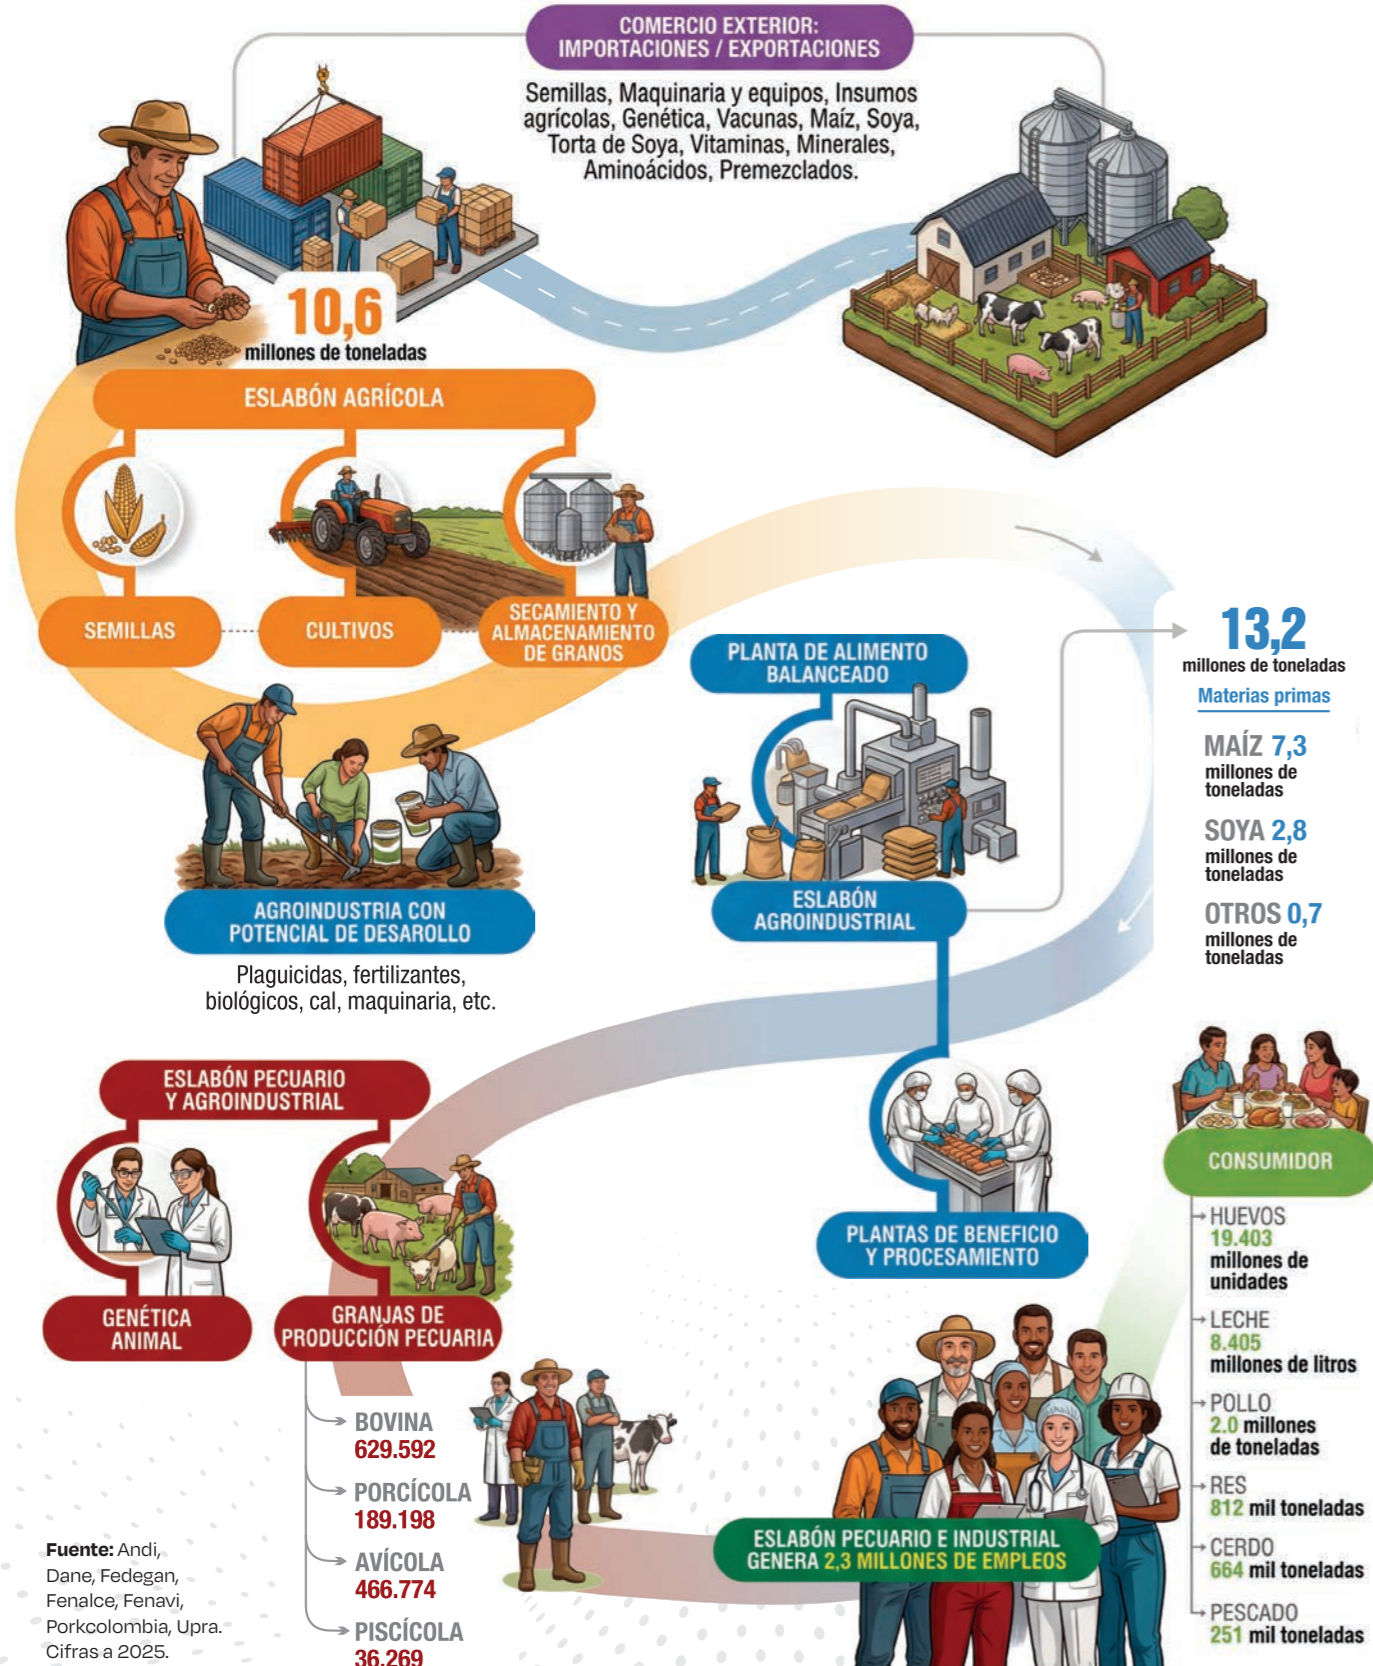 COMERCIO EXTERIOR:
IMPORTACIONES / EXPORTACIONES
Semillas, Maquinaria y equipos, Insumos
agrícolas, Genética, Vacunas, Maíz, Soya,
Torta de Soya, Vitaminas, Minerales,
Aminoácidos, Premezclados.
10,6
millones de toneladas
ESLABÓN AGRÍCOLA
SEMILLAS
CULTIVOS
SECAMIENTO Y
ALMACENAMIENTO
DE GRANOS
AGROINDUSTRIA CON
POTENCIAL DE DESAROLLO
Plaguicidas, fertilizantes,
biológicos, cal, maquinaria, etc.
PLANTA DE ALIMENTO
BALANCEADO
ESLABÓN
AGROINDUSTRIAL
13,2
millones de toneladas
Materias primas
MAÍZ 7,3
millones de
toneladas
SOYA 2,8
millones de
toneladas
OTROS 0,7
millones de
toneladas
PLANTAS DE BENEFICIO
Y PROCESAMIENTO
ESLABÓN PECUARIO
Y AGROINDUSTRIAL
GENÉTICA
ANIMAL
GRANJAS DE
PRODUCCIÓN PECUARIA
BOVINA
629.592
PORCÍCOLA
189.198
AVÍCOLA
466.774
PISCÍCOLA
36.269
ESLABÓN PECUARIO E INDUSTRIAL
GENERA 2,3 MILLONES DE EMPLEOS
CONSUMIDOR
HUEVOS
19.403
millones de
unidades
LECHE
8.405
millones de litros
POLLO
2.0 millones
de toneladas
RES
812 mil toneladas
CERDO
664 mil toneladas
PESCADO
251 mil toneladas
Fuente: Andi,
Dane, Fedegan,
Fenalce, Fenavi,
Porkcolombia, Upra.
Cifras a 2025.